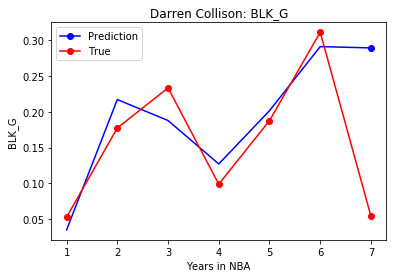 Darren Collison: BLK_G
Prediction
True
BLK_G
0.30
0.25
0.20
0.15
0.10
0.05
1 2 3 4 5 6 7
Years in NBA